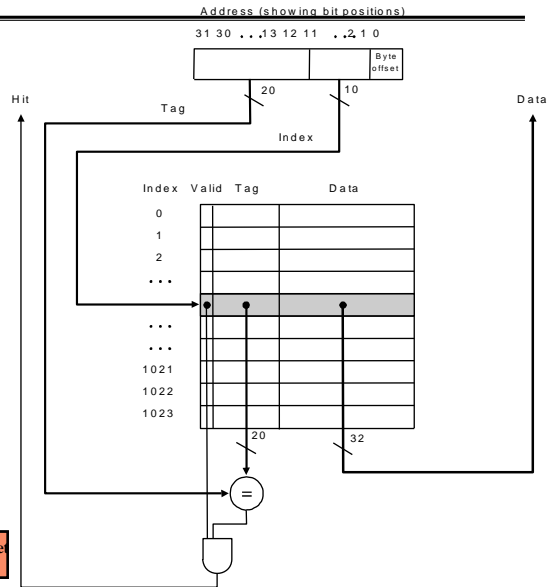 Address (showing bit positions)
31 30 ... 13 12 11 ... 2 1 0
Byte
offset
20
10
Hit
Data
Tag
Index
Index Valid Tag Data
0
1
2
...
...
...
1021
1022
1023
20
32
=